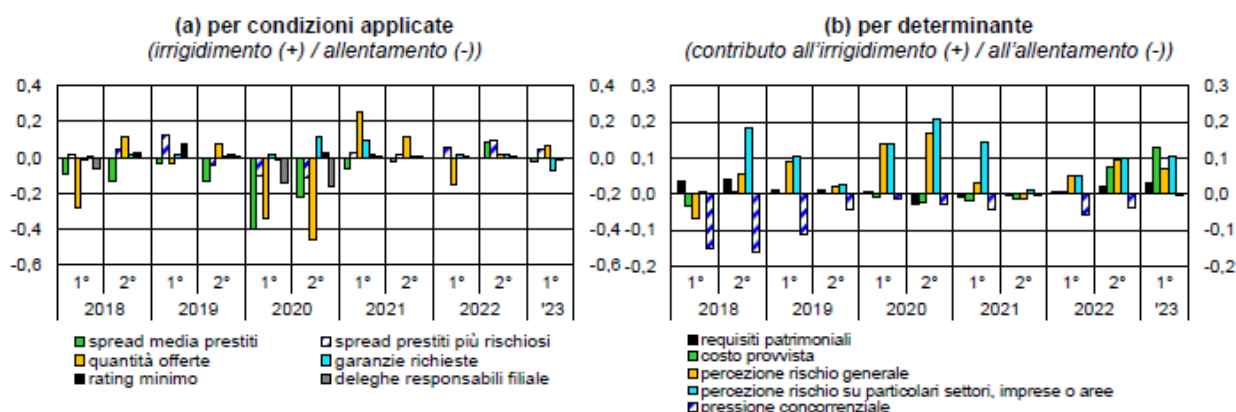 (a) per condizioni applicate
(irrigidimento (+) / allentamento (-))
0,4 0,4
0,2 0,2
0,0 0,0
-0,2 -0,2
-0,4 -0,4
-0,6 -0,6
1° 2° 1° 2° 1° 2° 1° 2° 1° 2° 1°
2018 2019 2020 2021 2022 '23
spread media prestiti spread prestiti più rischiosi
quantità offerte garanzie richieste
rating minimo deleghe responsabili filiale
(b) per determinante
(contributo all'irrigidimento (+) / all'allentamento (-))
0,3 0,3
0,2 0,2
0,1 0,1
0,0 0,0
-0,1 -0,1
-0,2 -0,2
1° 2° 1° 2° 1° 2° 1° 2° 1° 2° 1°
2018 2019 2020 2021 2022 '23
requisiti patrimoniali
costo provvista
percezione rischio generale
percezione rischio su particolari settori, imprese o aree
pressione concorrenziale